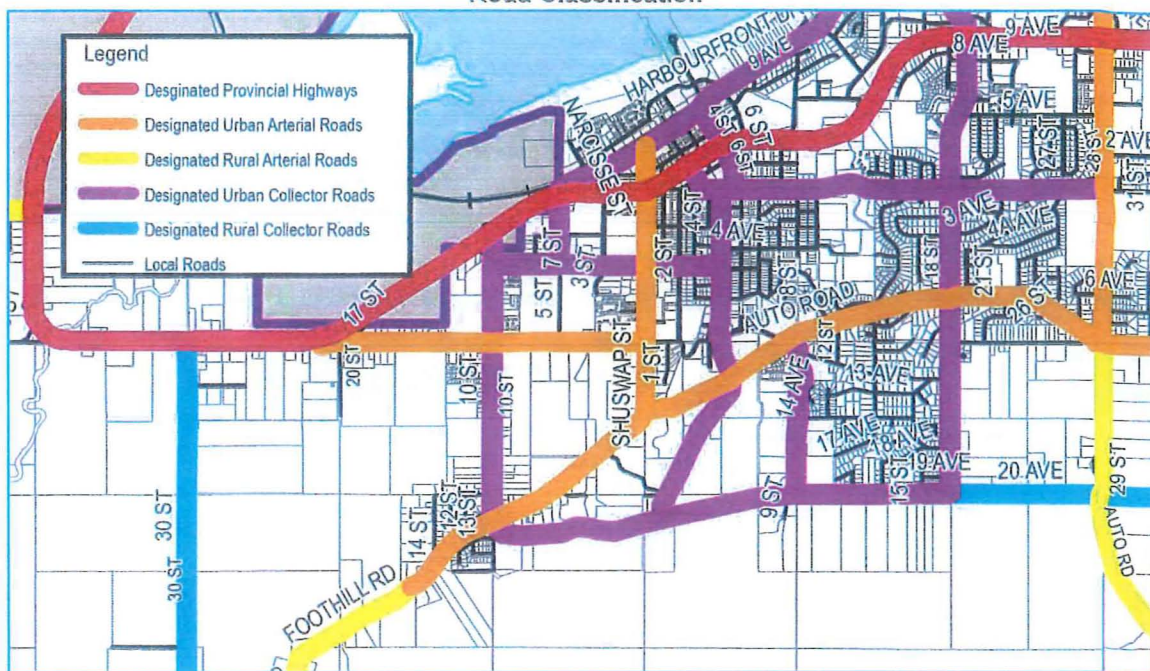 Road Classification
Legend
Desginated Provincial Highways
Designated Urban Arterial Roads
Designated Rural Arterial Roads
Designated Urban Collector Roads
Designated Rural Collector Roads
Local Roads
HARBOURFRONT
9 AVE
9 AVE
8 AVE
NARCISSE ST
4 ST
6 ST
6 ST
5 AVE
27 ST
28 ST
2 AVE
31 ST
3 AVE
4A AVE
4 ST
4 AVE
2 ST
7 ST
3 ST
5 ST
17 ST
18 ST
21 ST
26 ST
6 AVE
8 ST
AUTO ROAD
20 ST
10 ST
10 ST
SHUSWAP ST
1 ST
12 ST
13 AVE
14 AVE
17 AVE
18 AVE
19 AVE
20 AVE
15 ST
9 ST
29 ST
AUTO RD
30 ST
30 ST
14 ST
12 ST
13 ST
FOOTHILL RD